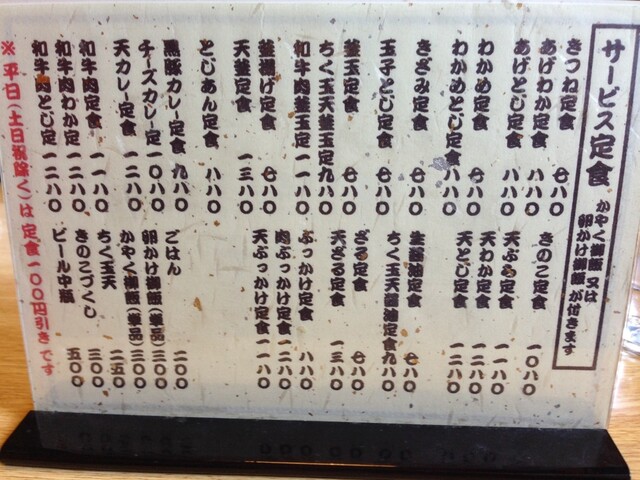 サービス定食
かやく御飯 又は
卵かけ御飯が付きます
きつね定食 七八〇
あげわか定食 八八〇
あげとじ定食 八八〇
わかめ定食 七八〇
わかめとじ定食 八八〇
きざみ定食 七八〇
玉子とじ定食 七八〇
釜玉定食 七八〇
ちく玉天釜玉定 九八〇
和牛肉釜玉定 一一八〇
釜揚げ定食 七八〇
天釜定食 一三八〇
とじあん定食 八八〇
黒豚カレー定食 九八〇
チーズカレー定 一〇八〇
天カレー定食 一二八〇
和牛肉定食 一一八〇
和牛肉わか定 一二八〇
和牛肉とじ定 一二八〇
きのこ定食 一〇八〇
天ぷら定食 一一八〇
天わか定食 一二八〇
天とじ定食 一二八〇
生醤油定食 七八〇
ちく玉天醤油定食 九八〇
ざる定食 七八〇
天ざる定食 一三八〇
ぶっかけ定食 八八〇
肉ぶっかけ定食 一二八〇
天ぶっかけ定食 一一八〇
ごはん 二〇〇
卵かけ御飯(単品) 三〇〇
かやく御飯(単品) 三〇〇
ちく玉天 二五〇
きのこづくし 三〇〇
ビール中瓶 五〇〇
※平日(土日祝除く)は 定食一〇〇円引きです